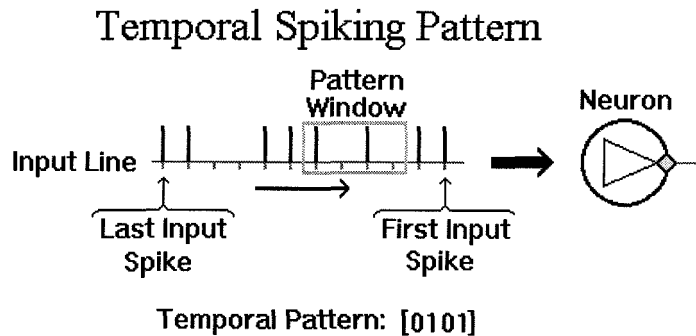 Temporal Spiking Pattern
Pattern
Window
Neuron
Input Line
Last Input
Spike
First Input
Spike
Temporal Pattern: [0101]